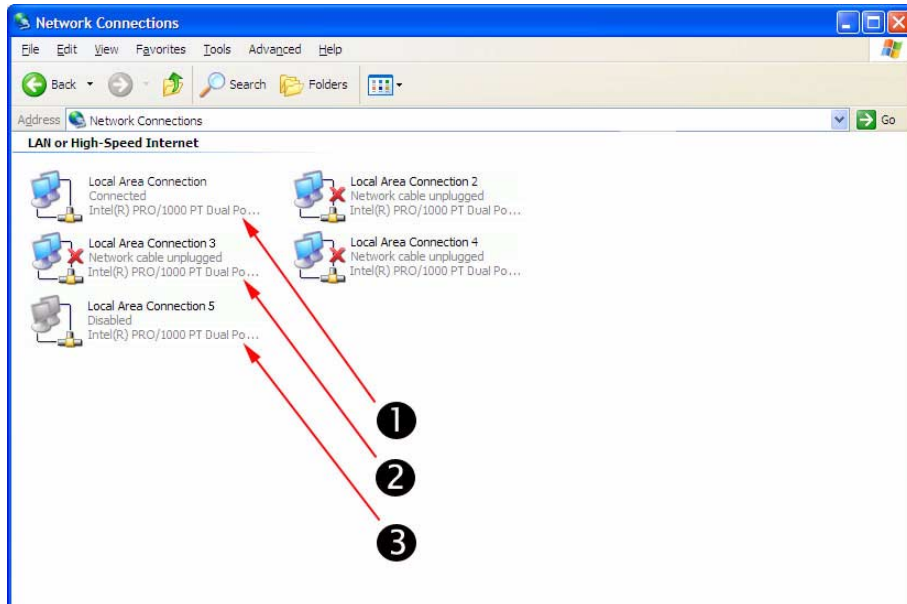 Network Connections
File Edit View Favorites Tools Advanced Help
Back Search Folders
Address Network Connections Go
LAN or High-Speed Internet
Local Area Connection
Connected
Intel(R) PRO/1000 PT Dual Po...
Local Area Connection 2
Network cable unplugged
Intel(R) PRO/1000 PT Dual Po...
Local Area Connection 3
Network cable unplugged
Intel(R) PRO/1000 PT Dual Po...
Local Area Connection 4
Network cable unplugged
Intel(R) PRO/1000 PT Dual Po...
Local Area Connection 5
Disabled
Intel(R) PRO/1000 PT Dual Po...
1
2
3